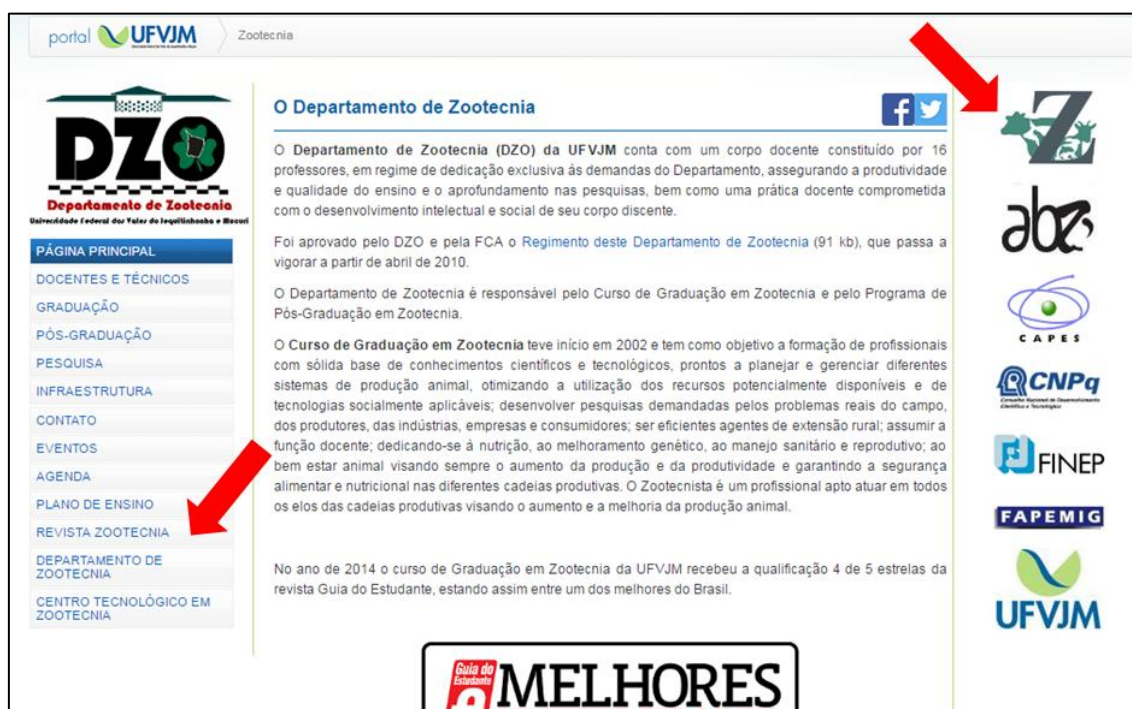 portal UFVJM
Zootecnia
DZO
Departamento de Zootecnia
Universidade Federal dos Vales do Jequitinhonha e Mucuri
PÁGINA PRINCIPAL
DOCENTES E TÉCNICOS
GRADUAÇÃO
PÓS-GRADUAÇÃO
PESQUISA
INFRAESTRUTURA
CONTATO
EVENTOS
AGENDA
PLANO DE ENSINO
REVISTA ZOOTECNIA
DEPARTAMENTO DE
ZOOTECNIA
CENTRO TECNOLÓGICO EM
ZOOTECNIA
O Departamento de Zootecnia
O Departamento de Zootecnia (DZO) da UFVJM conta com um corpo docente constituído por 16
professores, em regime de dedicação exclusiva ás demandas do Departamento, assegurando a produtividade
e qualidade do ensino e o aprofundamento nas pesquisas, bem como uma prática docente comprometida
com o desenvolvimento intelectual e social de seu corpo discente.
Foi aprovado pelo DZO e pela FCA o Regimento deste Departamento de Zootecnia (91 kb), que passa a
vigorar a partir de abril de 2010.
O Departamento de Zootecnia é responsável pelo Curso de Graduação em Zootecnia e pelo Programa de
Pós-Graduação em Zootecnia.
O Curso de Graduação em Zootecnia teve início em 2002 e tem como objetivo a formação de profissionais
com sólida base de conhecimentos científicos e tecnológicos, prontos a planejar e gerenciar diferentes
sistemas de produção animal, otimizando a utilização dos recursos potencialmente disponíveis e de
tecnologias socialmente aplicáveis; desenvolver pesquisas demandadas pelos problemas reais do campo,
dos produtores, das indústrias, empresas e consumidores; ser eficientes agentes de extensão rural; assumir a
função docente; dedicando-se á nutrição, ao melhoramento genético, ao manejo sanitário e reprodutivo; ao
bem estar animal visando sempre o aumento da produção e da produtividade e garantindo a segurança
alimentar e nutricional nas diferentes cadeias produtivas. O Zootecnista é um profissional apto atuar em todos
os elos das cadeias produtivas visando o aumento e a melhoria da produção animal.
No ano de 2014 o curso de Graduação em Zootecnia da UFVJM recebeu a qualificação 4 de 5 estrelas da
revista Guia do Estudante, estando assim entre um dos melhores do Brasil.
Guia do
Estudante
MELHORES
Z
abz
CAPES
CNPq
Conselho Nacional de Desenvolvimento
Científico e Tecnológico
FINEP
FAPEMIG
UFVJM